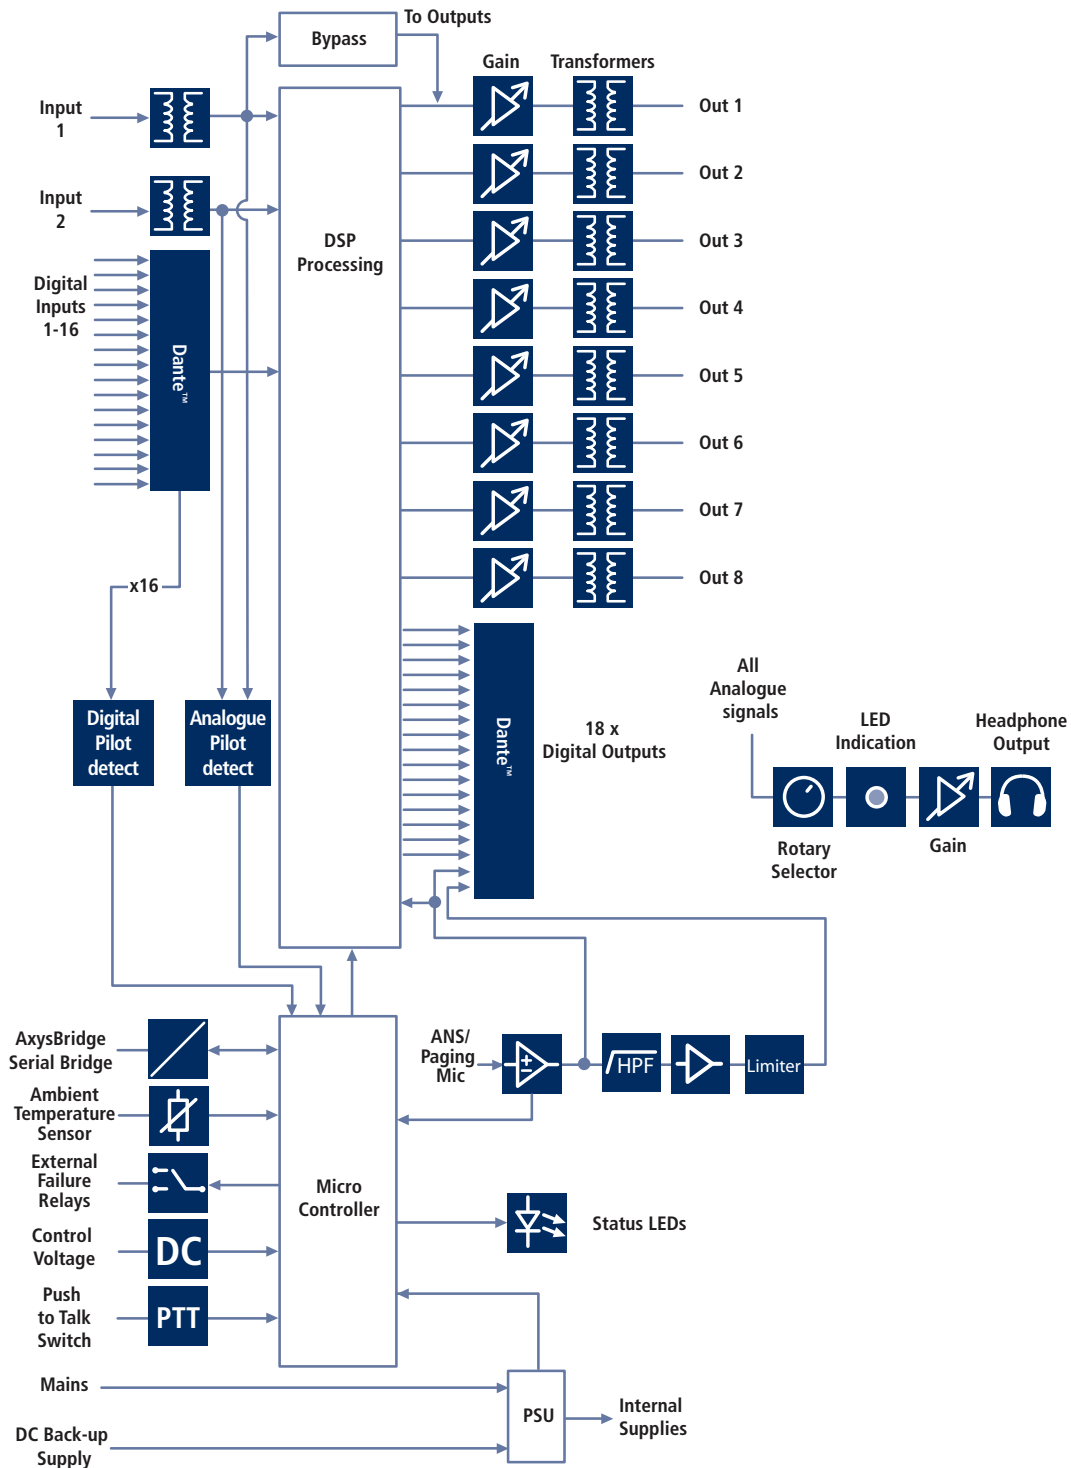 To Outputs
Bypass
Gain
Transformers
Input
1
Out 1
Input
2
Out 2
DSP
Processing
Out 3
Digital
Inputs
1-16
Dante™
Out 4
Out 5
Out 6
Out 7
Out 8
x16
Digital
Pilot
detect
Analogue
Pilot
detect
Dante™
18 x
Digital Outputs
All
Analogue
signals
LED
Indication
Headphone
Output
Rotary
Selector
Gain
AxysBridge
Serial Bridge
ANS/
Paging
Mic
HPF
Limiter
Ambient
Temperature
Sensor
External
Failure
Relays
Micro
Controller
Status LEDs
Control
Voltage
DC
Push
to Talk
Switch
PTT
Mains
PSU
Internal
Supplies
DC Back-up
Supply